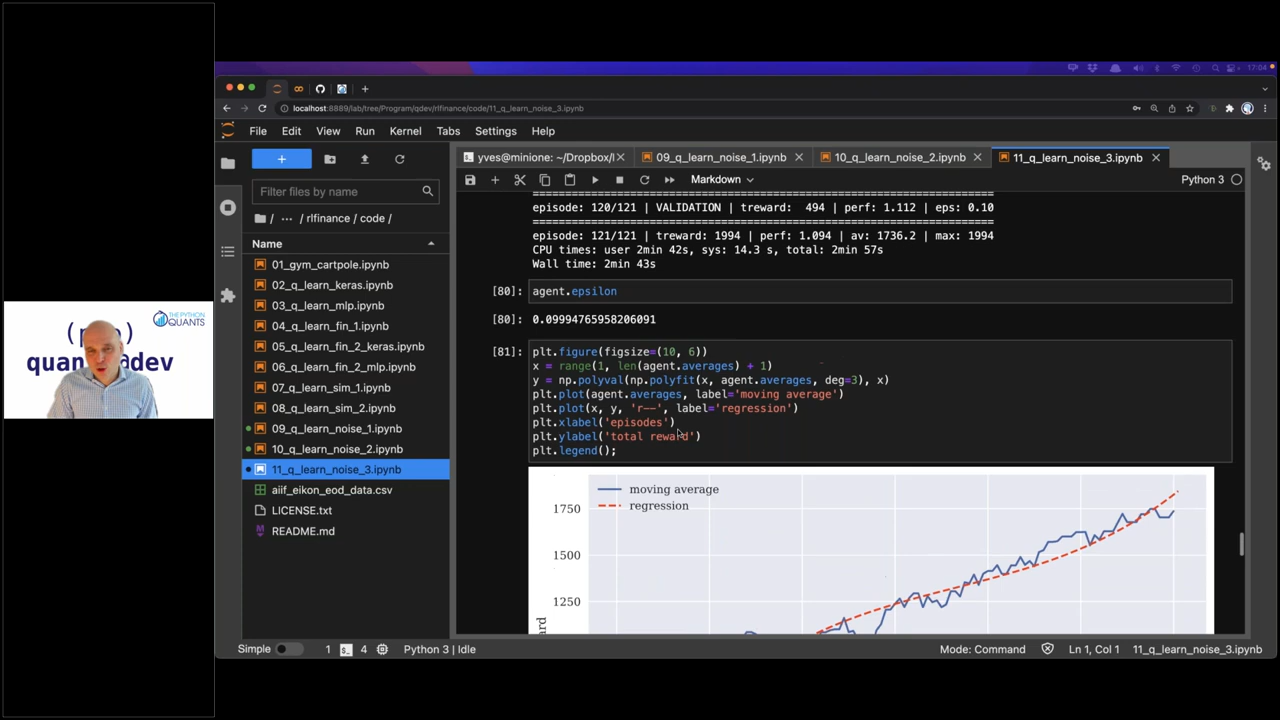 17:04
localhost:8889/lab/tree/Program/qdev/rlfinance/code/11_q_learn_noise_3.ipynb
File Edit View Run Kernel Tabs Settings Help
+
Filter files by name
/ ... / rlfinance / code /
Name
01_gym_cartpole.ipynb
02_q_learn_keras.ipynb
03_q_learn_mlp.ipynb
04_q_learn_fin_1.ipynb
05_q_learn_fin_2_keras.ipynb
06_q_learn_fin_2_mlp.ipynb
07_q_learn_sim_1.ipynb
08_q_learn_sim_2.ipynb
09_q_learn_noise_1.ipynb
10_q_learn_noise_2.ipynb
11_q_learn_noise_3.ipynb
aiif_eikon_eod_data.csv
LICENSE.txt
README.md
yves@minione: ~/Dropbox/ 09_q_learn_noise_1.ipynb 10_q_learn_noise_2.ipynb 11_q_learn_noise_3.ipynb
Markdown Python 3
==================================================================
episode: 120/121 | VALIDATION | treward:  494 | perf: 1.112 | eps: 0.10
==================================================================
episode: 121/121 | treward: 1994 | perf: 1.094 | av: 1736.2 | max: 1994
CPU times: user 2min 42s, sys: 14.3 s, total: 2min 57s
Wall time: 2min 43s
[80]: agent.epsilon
[80]: 0.09994765958206091
[81]: plt.figure(figsize=(10, 6))
x = range(1, len(agent.averages) + 1)
y = np.polyval(np.polyfit(x, agent.averages, deg=3), x)
plt.plot(agent.averages, label='moving average')
plt.plot(x, y, 'r--', label='regression')
plt.xlabel('episodes')
plt.ylabel('total reward')
plt.legend();
moving average
regression
1750
1500
1250
THE PYTHON
QUANTS
Simple 1 4 Python 3 | Idle Mode: Command Ln 1, Col 1 11_q_learn_noise_3.ipynb